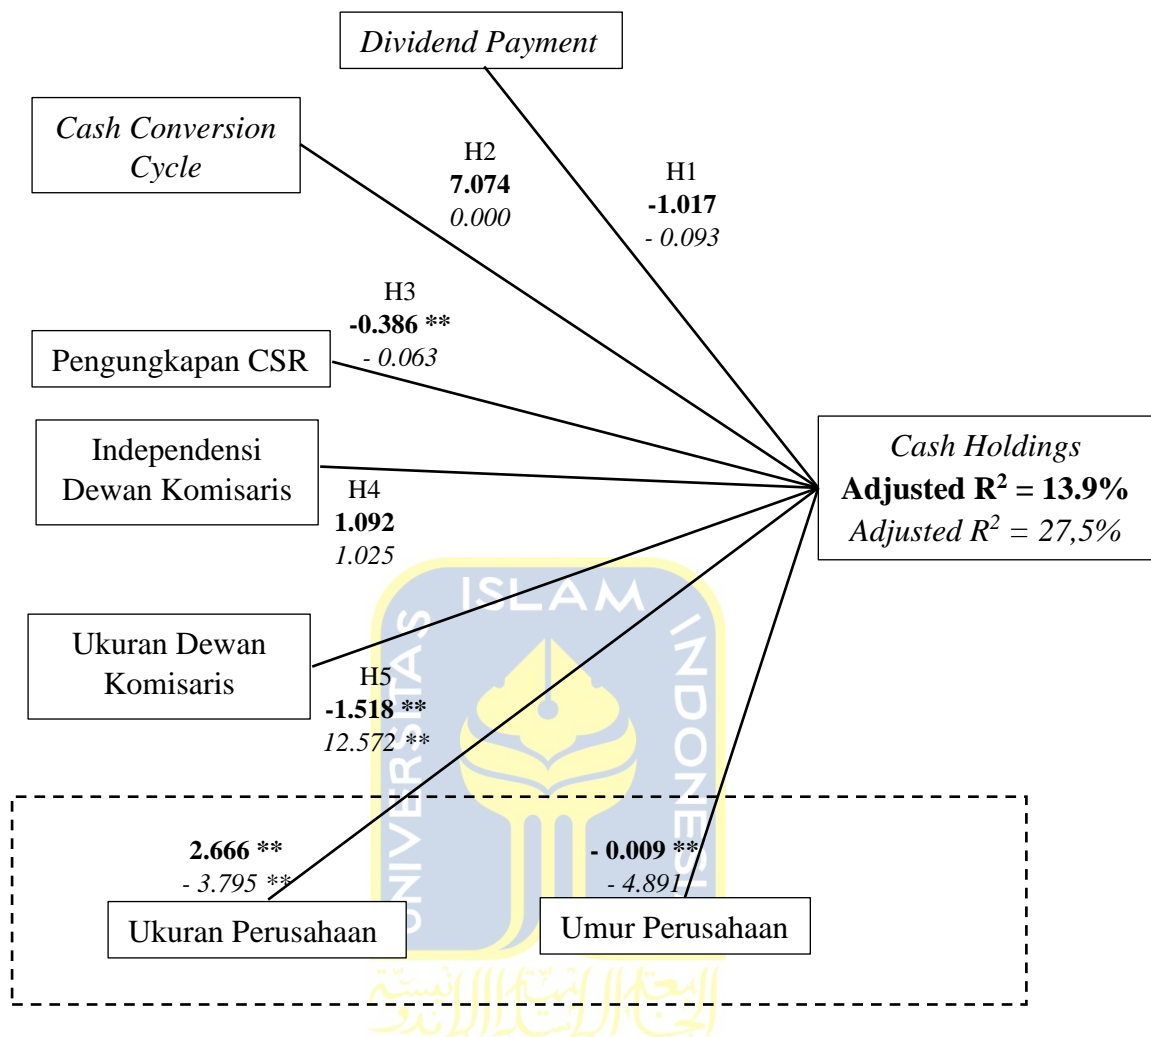 Dividend Payment
Cash Conversion
Cycle
H2
7.074
0.000
H1
-1.017
- 0.093
H3
-0.386 **
- 0.063
Pengungkapan CSR
Independensi
Dewan Komisaris
H4
1.092
1.025
Cash Holdings
Adjusted R² = 13.9%
Adjusted R² = 27,5%
Ukuran Dewan
Komisaris
H5
-1.518 **
12.572 **
2.666 **
- 3.795 **
Ukuran Perusahaan
- 0.009 **
- 4.891
Umur Perusahaan
UNIVERSITAS
ISLAM
INDONESIA